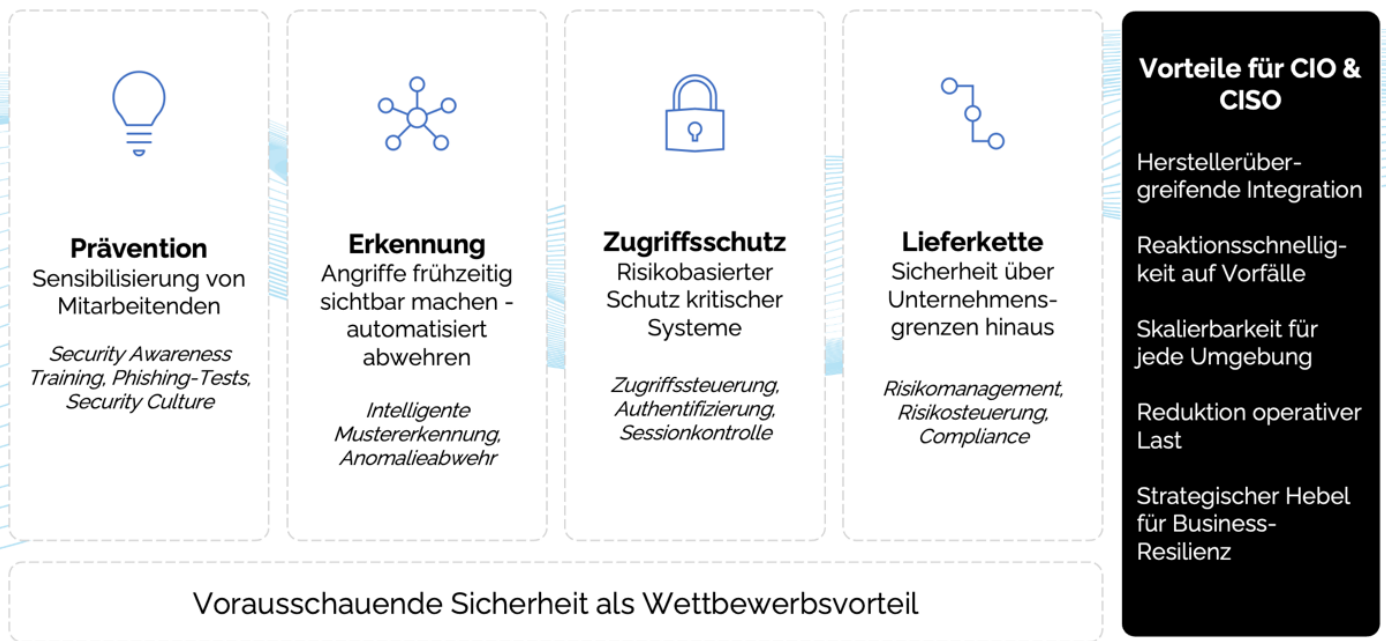 Prävention
Sensibilisierung von
Mitarbeitenden
Security Awareness
Training, Phishing-Tests,
Security Culture
Erkennung
Angriffe frühzeitig
sichtbar machen -
automatisiert
abwehren
Intelligente
Mustererkennung,
Anomalieabwehr
Zugriffsschutz
Risikobasierter
Schutz kritischer
Systeme
Zugriffssteuerung,
Authentifizierung,
Sessionkontrolle
Lieferkette
Sicherheit über
Unternehmens-
grenzen hinaus
Risikomanagement,
Risikosteuerung,
Compliance
Vorteile für CIO &
CISO
Herstellerüber-
greifende Integration
Reaktionsschnellig-
keit auf Vorfälle
Skalierbarkeit für
jede Umgebung
Reduktion operativer
Last
Strategischer Hebel
für Business-
Resilienz
Vorausschauende Sicherheit als Wettbewerbsvorteil